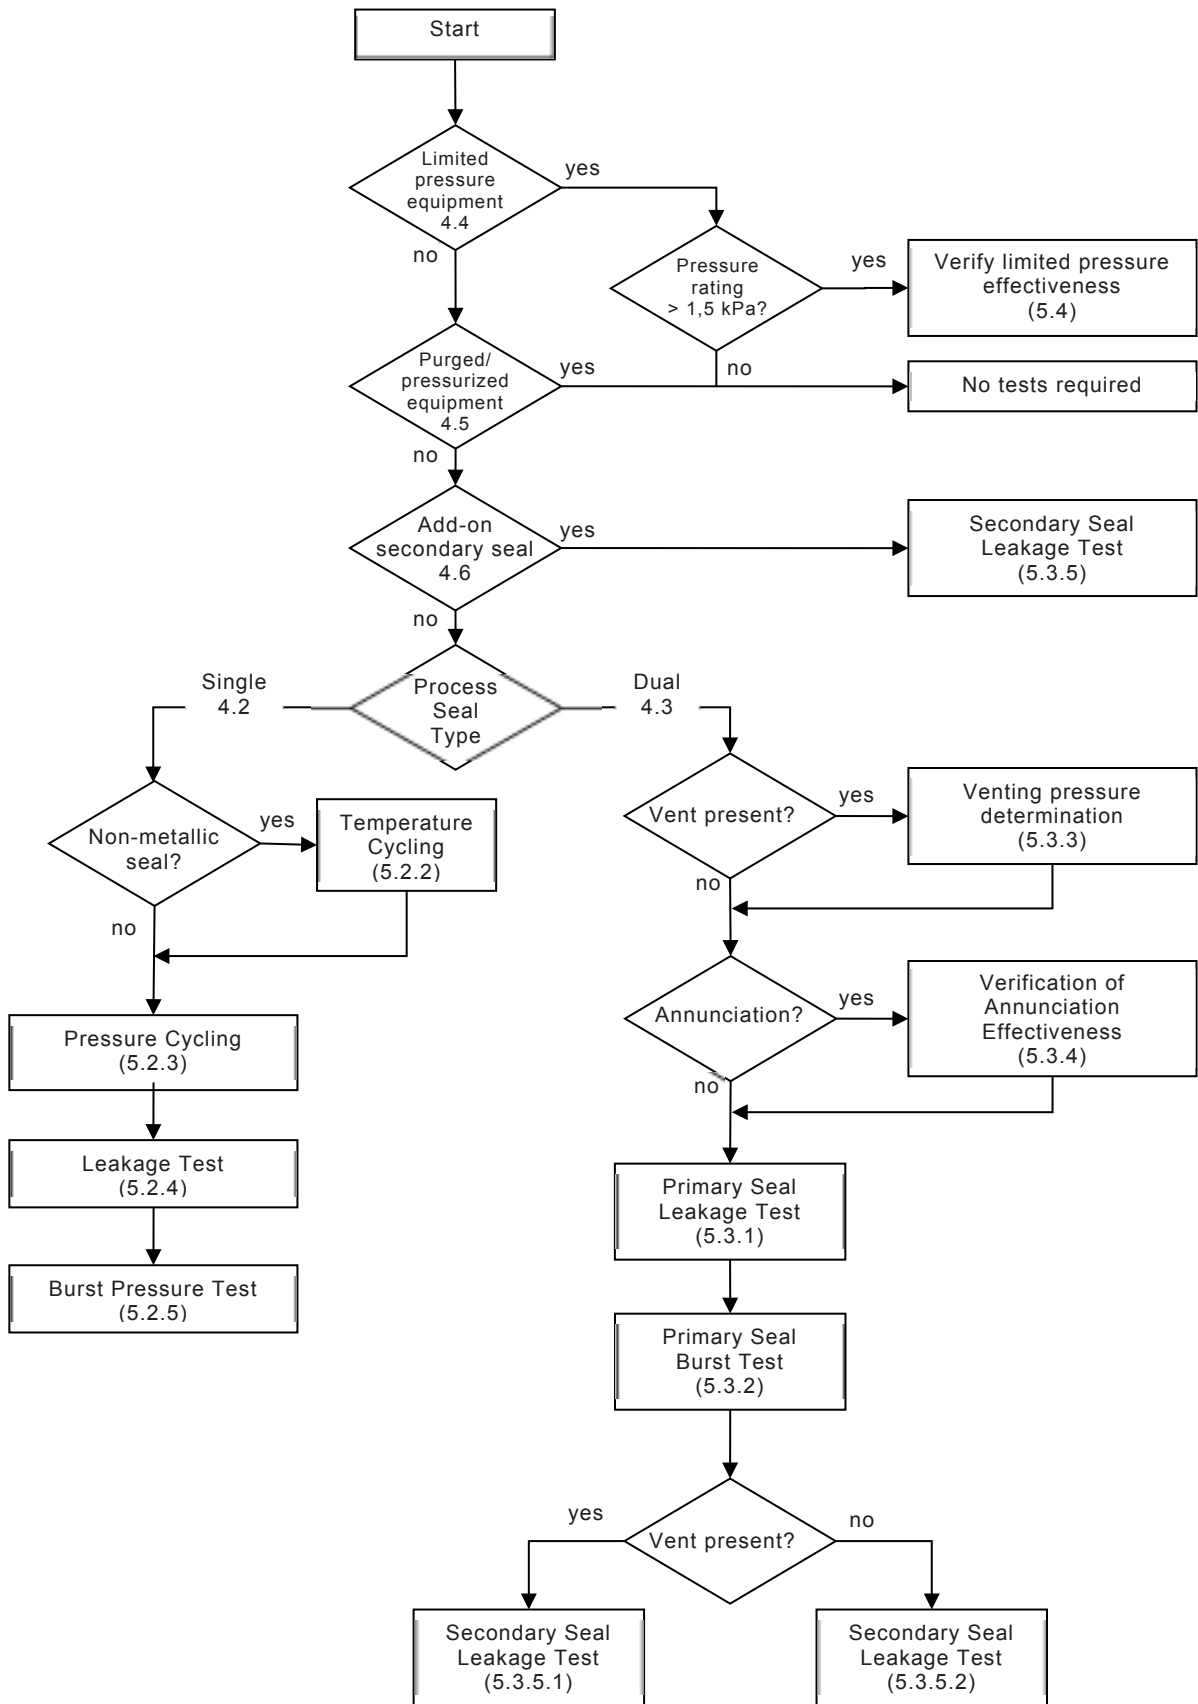 Start
Limited
pressure
equipment
4.4
yes
no
Pressure
rating
> 1,5 kPa?
yes
Verify limited pressure
effectiveness
(5.4)
no
Purged/
pressurized
equipment
4.5
yes
No tests required
no
Add-on
secondary seal
4.6
yes
Secondary Seal
Leakage Test
(5.3.5)
no
Process
Seal
Type
Single
4.2
Dual
4.3
Non-metallic
seal?
yes
Temperature
Cycling
(5.2.2)
no
Pressure Cycling
(5.2.3)
Leakage Test
(5.2.4)
Burst Pressure Test
(5.2.5)
Vent present?
yes
Venting pressure
determination
(5.3.3)
no
Annunciation?
yes
Verification of
Annunciation
Effectiveness
(5.3.4)
no
Primary Seal
Leakage Test
(5.3.1)
Primary Seal
Burst Test
(5.3.2)
Vent present?
yes
no
Secondary Seal
Leakage Test
(5.3.5.1)
Secondary Seal
Leakage Test
(5.3.5.2)